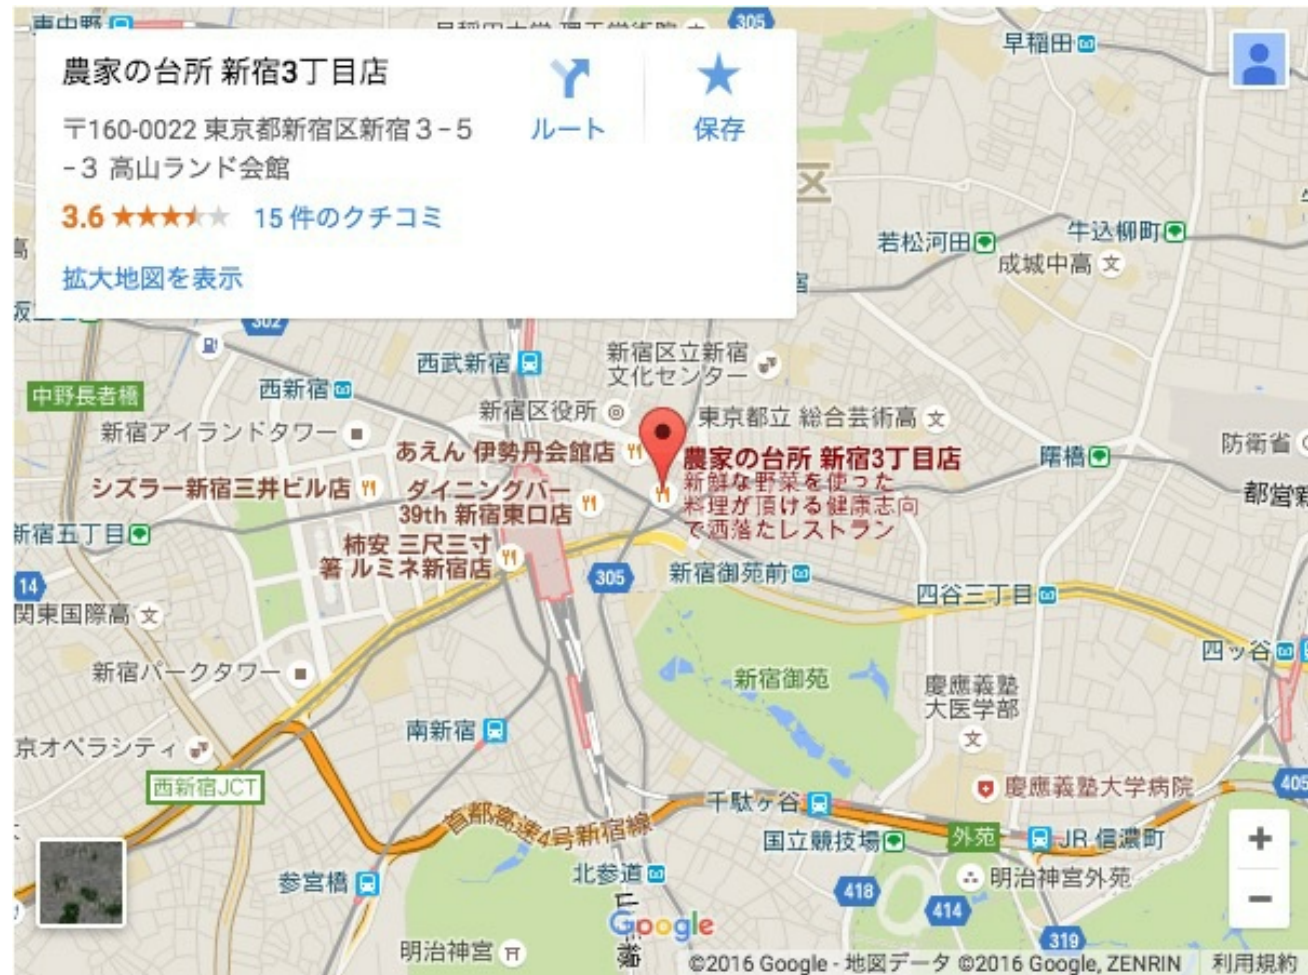 東中野
305
早稲田
農家の台所 新宿3丁目店
〒160-0022 東京都新宿区新宿３−５
−３ 高山ランド会館
3.6
15 件のクチコミ
拡大地図を表示
ルート
保存
区
若松河田
牛込柳町
成城中高
302
西武新宿
新宿区立新宿
文化センター
西新宿
中野長者橋
新宿区役所
東京都立 総合芸術高
新宿アイランドタワー
あえん 伊勢丹会館店
農家の台所 新宿3丁目店
新鮮な野菜を使った
料理が頂ける健康志向
で洒落たレストラン
曙橋
防衛省
シズラー新宿三井ビル店
ダイニングバー
39th 新宿東口店
都営新
新宿五丁目
柿安 三尺三寸
箸 ルミネ新宿店
14
305
新宿御苑前
四谷三丁目
関東国際高
四ッ谷
新宿パークタワー
新宿御苑
慶應義塾
大医学部
南新宿
京オペラシティ
西新宿JCT
慶應義塾大学病院
405
千駄ヶ谷
首都高速4号新宿線
国立競技場
外苑
JR 信濃町
参宮橋
北参道
418
明治神宮外苑
414
Google
319
明治神宮
©2016 Google - 地図データ ©2016 Google, ZENRIN
利用規約